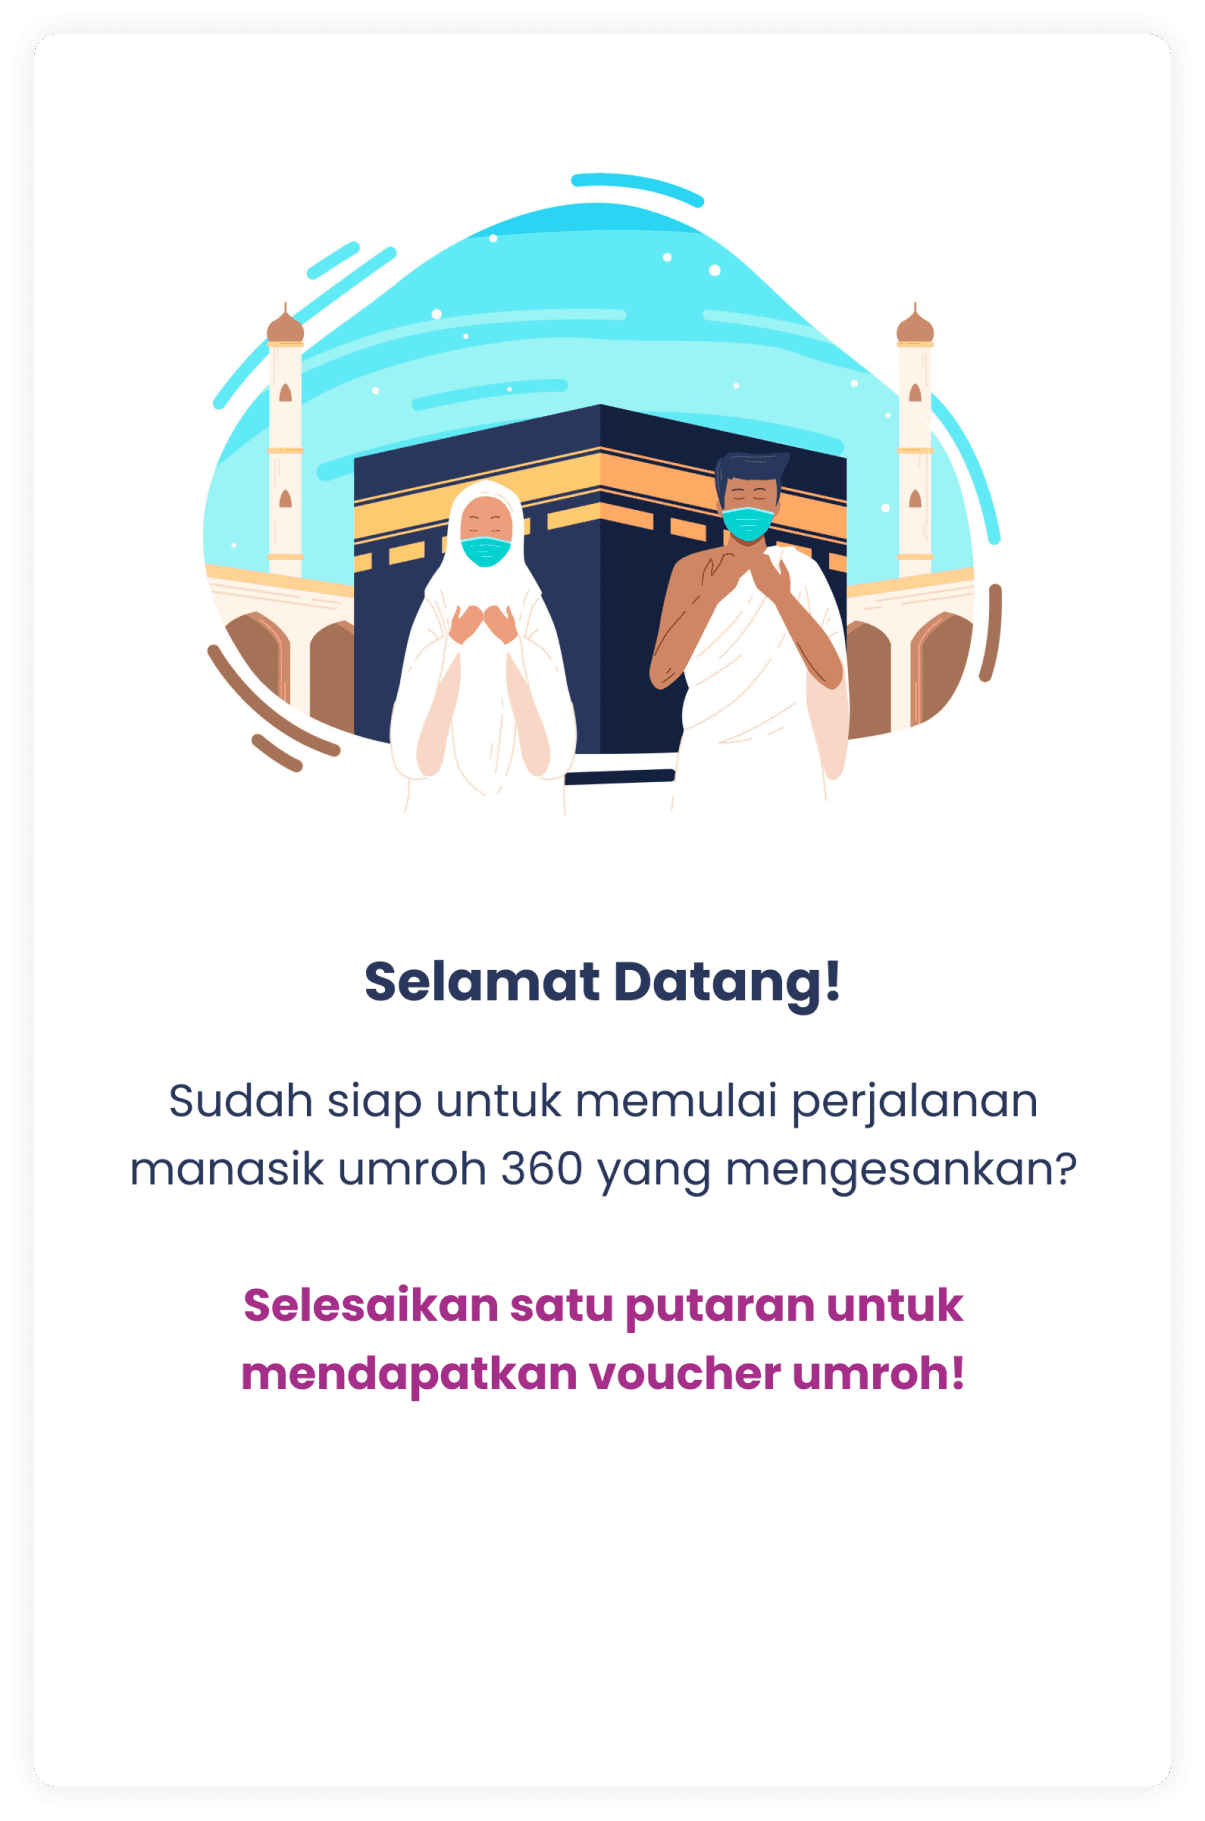 Selamat Datang!
Sudah siap untuk memulai perjalanan
manasik umroh 360 yang mengesankan?
Selesaikan satu putaran untuk
mendapatkan voucher umroh!